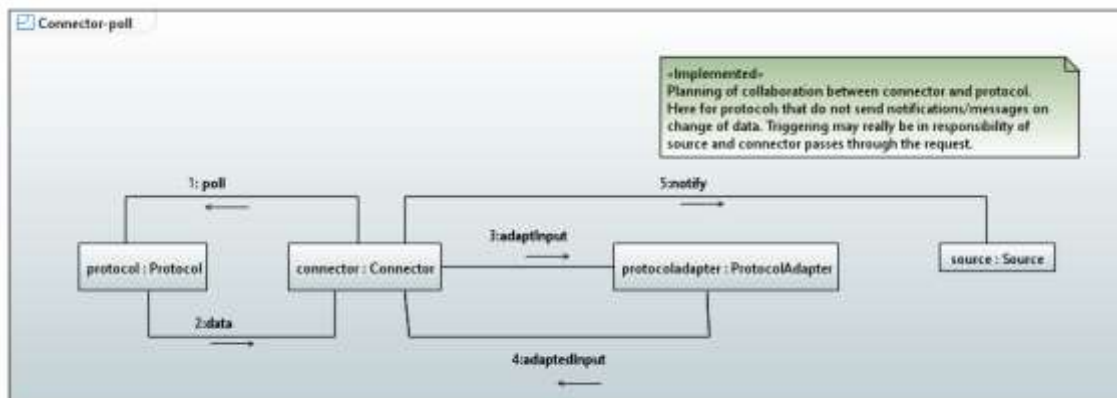 Connector-poll
«Implemented»
Planning of collaboration between connector and protocol.
Here for protocols that do not send notifications/messages on
change of data. Triggering may really be in responsibility of
source and connector passes through the request.
1: poll
5:notify
3:adaptInput
protocol : Protocol
connector : Connector
protocoladapter : ProtocolAdapter
source : Source
2:data
4:adaptedInput